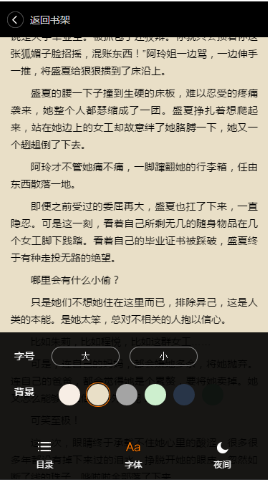 返回书架
张狐媚子脸招摇，混账东西！"阿玲姐一边骂，一边伸手
一推，将盛夏给狠狠掼到了床沿上。
盛夏的腰一下子撞到生硬的床板，难以忍受的疼痛
袭来，她整个人都瑟缩成了一团。盛夏挣扎着想爬起
来，站在她边上的女工却故意绊了她胳膊一下，她又一
个趔趄倒了下去。
阿玲才不管她痛不痛，一脚蹿翻她的行李箱，任由
东西散落一地。
即便之前受过的委屈再大，盛夏也扛了下来，一直
隐忍。可是这一刻，看着自己所剩无几的随身物品在几
个女工脚下践踏。看着自己的毕业证书被踩破，盛夏终
于有种走投无路的绝望。
哪里会有什么小偷？
只是她们不想她住在这里而已，排除异己，这是人
类的本能。是她太笨，总对不相关的人抱以信心。
字号
大
小
背景
目录
Aa
字体
夜间